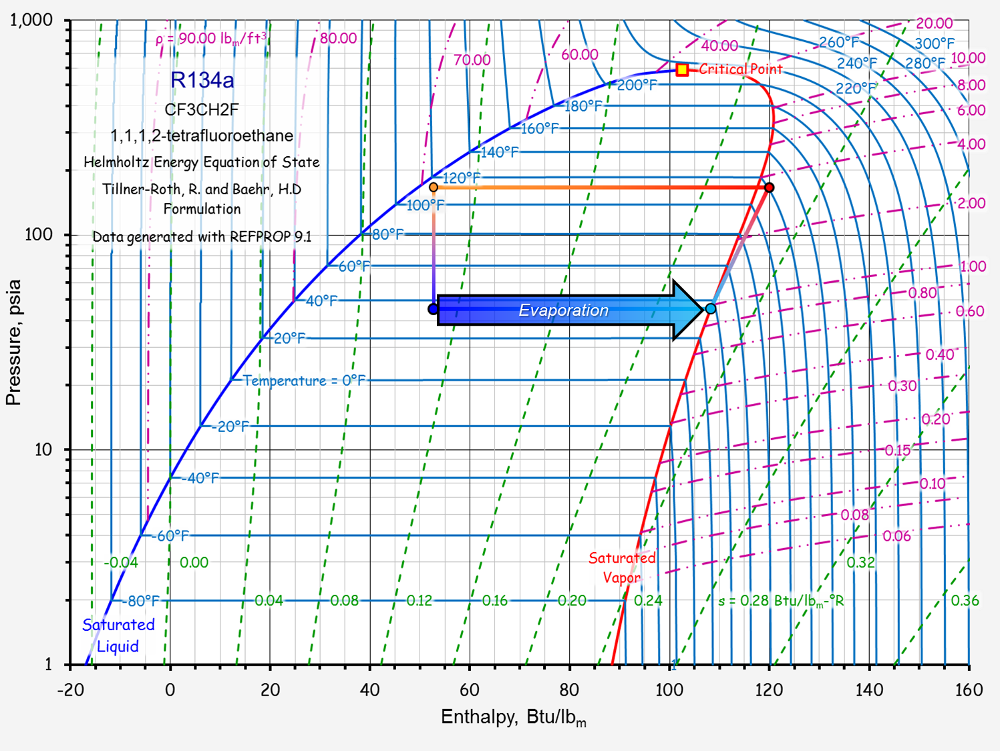 1,000
100
10
1
Pressure, psia
ρ = 90.00 lbm/ft³
80.00
70.00
60.00
40.00
20.00
10.00
8.00
6.00
4.00
2.00
1.00
0.80
0.60
0.40
0.30
0.20
0.15
0.10
0.08
0.06
R134a
CF3CH2F
1,1,1,2-tetrafluoroethane
Helmholtz Energy Equation of State
Tillner-Roth, R. and Baehr, H.D
Formulation
Data generated with REFPROP 9.1
Critical Point
260°F
300°F
240°F
280°F
220°F
200°F
180°F
160°F
140°F
120°F
100°F
80°F
60°F
40°F
20°F
Temperature = 0°F
-20°F
-40°F
-60°F
-80°F
Evaporation
Saturated
Vapor
Saturated
Liquid
-0.04
0.00
0.04
0.08
0.12
0.16
0.20
0.24
s = 0.28 Btu/lbm-°R
0.32
0.36
1
-20
0
20
40
60
80
100
120
140
160
Enthalpy, Btu/lbm